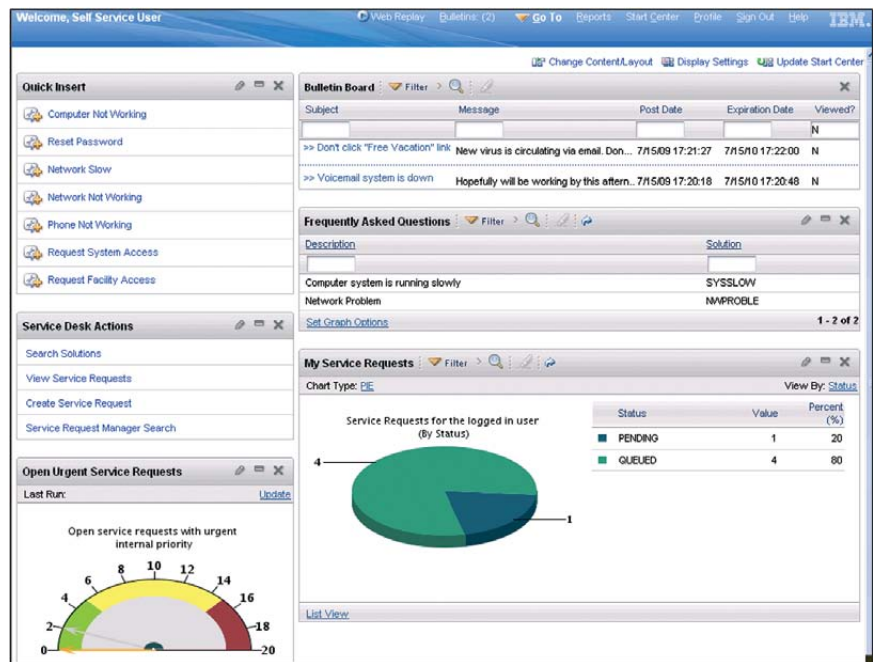 Welcome, Self Service User
Web Replay Bulletins: (2) Go To Reports Start Center Profile Sign Out Help IBM.
Change Content/Layout Display Settings Update Start Center
Quick Insert
Computer Not Working
Reset Password
Network Slow
Network Not Working
Phone Not Working
Request System Access
Request Facility Access
Service Desk Actions
Search Solutions
View Service Requests
Create Service Request
Service Request Manager Search
Open Urgent Service Requests
Last Run: Update
Open service requests with urgent
internal priority
0 2 4 6 8 10 12 14 16 18 20
Bulletin Board Filter >
Subject Message Post Date Expiration Date Viewed?
N
>> Don't click "Free Vacation" link New virus is circulating via email. Don... 7/15/09 17:21:27 7/15/10 17:22:00 N
>> Voicemail system is down Hopefully will be working by this aftern.. 7/15/09 17:20:18 7/15/10 17:20:48 N
Frequently Asked Questions Filter >
Description Solution
Computer system is running slowly SYSSLOW
Network Problem NWPROBLE
Set Graph Options 1 - 2 of 2
My Service Requests Filter >
Chart Type: PIE View By: Status
Service Requests for the logged in user
(By Status)
4
1
Status Value Percent (%)
PENDING 1 20
QUEUED 4 80
List View